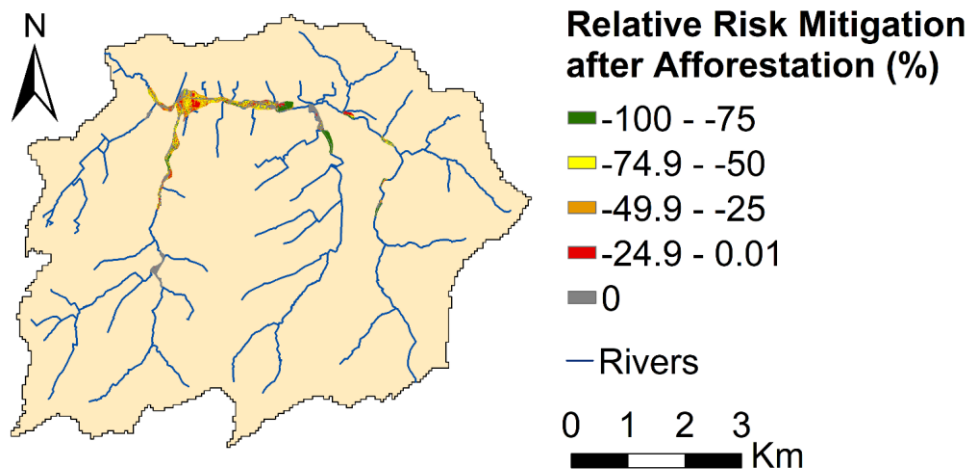 N
Relative Risk Mitigation
after Afforestation (%)
-100 - -75
-74.9 - -50
-49.9 - -25
-24.9 - 0.01
0
Rivers
0 1 2 3
Km